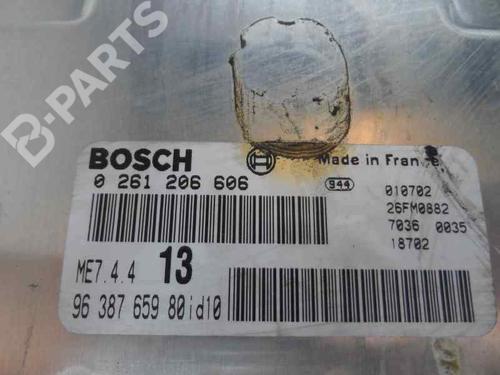 B-PARTS
BOSCH
Made in France
0 261 206 606
944
010702
26FM0882
7036 0035
18702
ME7.4.4 13
96 387 659 80id10